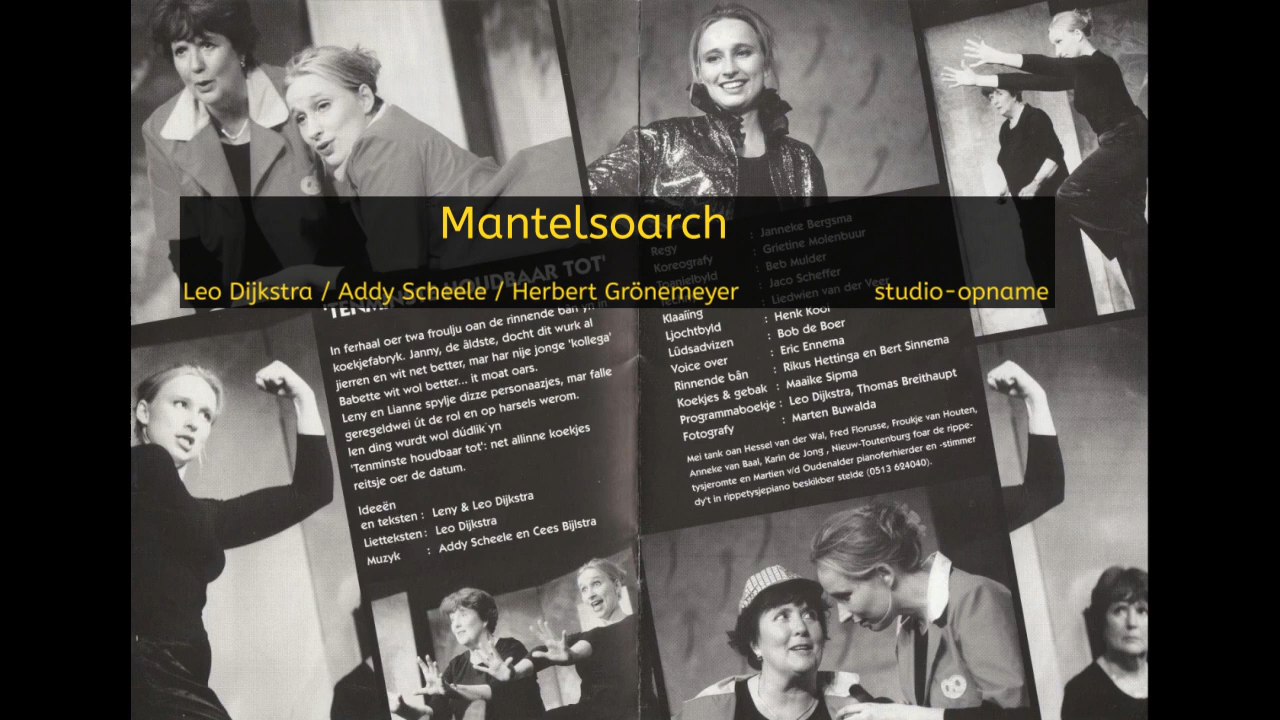 Mantelsoarch
Leo Dijkstra / Addy Scheele / Herbert Grönemeyer
studio-opname
'TENMINSTE HOUDBAAR TOT'
In ferhaal oer twa froulju oan de rinnende bân yn in
koekjefabryk. Janny, de âldste, docht dit wurk al
jierren en wit net better, mar har nije jonge 'kollega'
Babette wit wol better... it moat oars.
Leny en Lianne spylje dizze personaazjes, mar falle
geregeldwei út de rol en op harsels werom.
Ien ding wurdt wol dúdlik yn
'Tenminste houdbaar tot': net allinne koekjes
reitsje oer de datum.
Ideeën
en teksten : Leny & Leo Dijkstra
Lietteksten : Leo Dijkstra
Muzyk : Addy Scheele en Cees Bijlstra
: Janneke Bergsma
Regy : Grietine Molenbuur
Koreografy : Beb Mulder
Toanielbyld : Jaco Scheffer
: Liedwien van der Veer
Klaaiïng : Henk Kooi
Ljochtbyld : Bob de Boer
Lûdsadvizen : Eric Ennema
Voice over : Rikus Hettinga en Bert Sinnema
Rinnende bân : Maaike Sipma
Koekjes & gebak : Leo Dijkstra, Thomas Breithaupt
Programmaboekje : Marten Buwalda
Fotografy
Mei tank oan Hessel van der Wal, Fred Florusse, Froukje van Houten,
Anneke van Baal, Karin de Jong , Nieuw-Toutenburg foar de rippe-
tysjeromte en Martien v/d Oudenalder pianoferhierder en -stimmer
dy't in rippetysjepiano beskikber stelde (0513 624040).